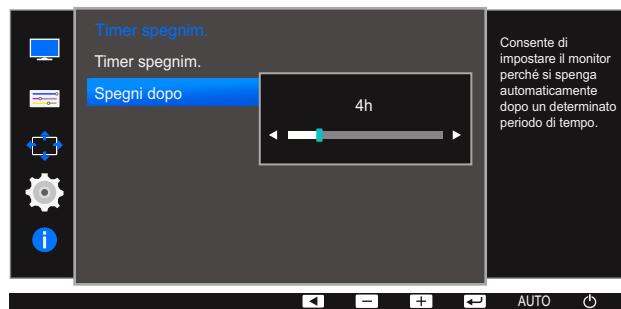 Timer spegnim.
Timer spegnim.
Spegni dopo
4h
Consente di
impostare il monitor
perché si spenga
automaticamente
dopo un determinato
periodo di tempo.
AUTO